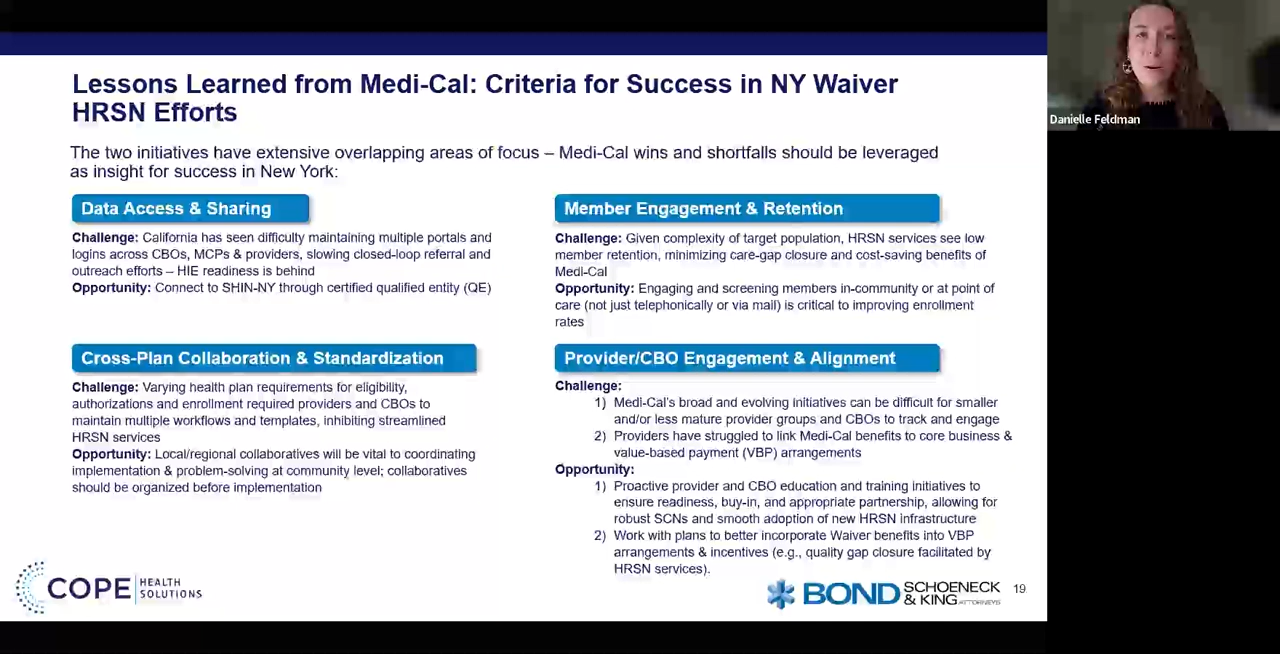 Lessons Learned from Medi-Cal: Criteria for Success in NY Waiver
HRSN Efforts
The two initiatives have extensive overlapping areas of focus – Medi-Cal wins and shortfalls should be leveraged
as insight for success in New York:
Data Access & Sharing
Challenge: California has seen difficulty maintaining multiple portals and
logins across CBOs, MCPs & providers, slowing closed-loop referral and
outreach efforts – HIE readiness is behind
Opportunity: Connect to SHIN-NY through certified qualified entity (QE)
Member Engagement & Retention
Challenge: Given complexity of target population, HRSN services see low
member retention, minimizing care-gap closure and cost-saving benefits of
Medi-Cal
Opportunity: Engaging and screening members in-community or at point of
care (not just telephonically or via mail) is critical to improving enrollment
rates
Cross-Plan Collaboration & Standardization
Challenge: Varying health plan requirements for eligibility,
authorizations and enrollment required providers and CBOs to
maintain multiple workflows and templates, inhibiting streamlined
HRSN services
Opportunity: Local/regional collaboratives will be vital to coordinating
implementation & problem-solving at community level; collaboratives
should be organized before implementation
Provider/CBO Engagement & Alignment
Challenge:
1) Medi-Cal's broad and evolving initiatives can be difficult for smaller
and/or less mature provider groups and CBOs to track and engage
2) Providers have struggled to link Medi-Cal benefits to core business &
value-based payment (VBP) arrangements
Opportunity:
1) Proactive provider and CBO education and training initiatives to
ensure readiness, buy-in, and appropriate partnership, allowing for
robust SCNs and smooth adoption of new HRSN infrastructure
2) Work with plans to better incorporate Waiver benefits into VBP
arrangements & incentives (e.g., quality gap closure facilitated by
HRSN services).
COPE HEALTH
SOLUTIONS
BOND SCHOENECK
& KING ATTORNEYS
19
Danielle Feldman